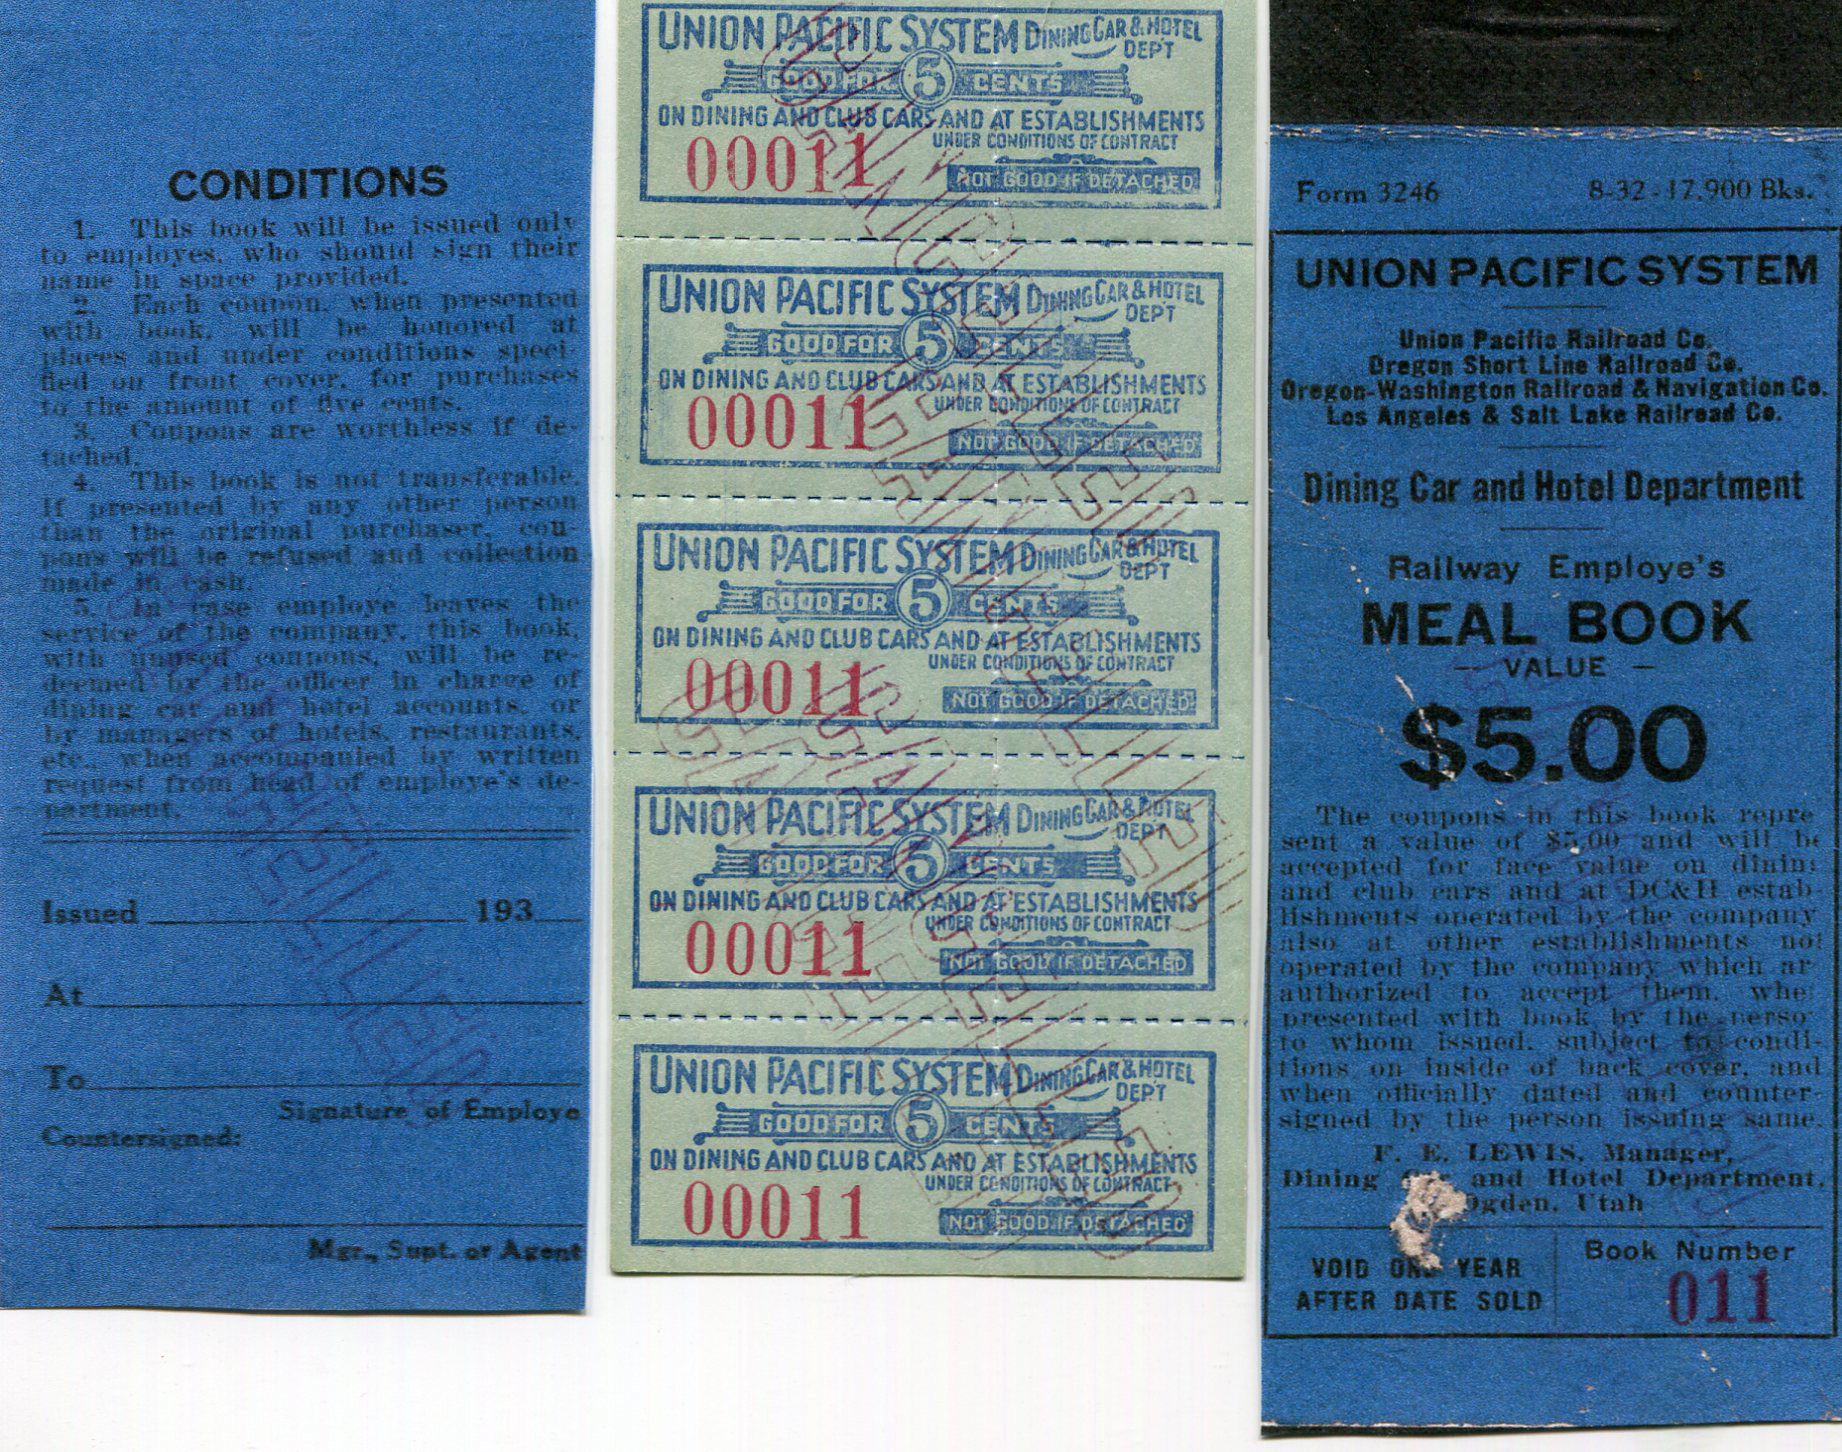 CONDITIONS
1. This book will be issued only
to employes, who should sign their
name in space provided.
2. Each coupon, when presented
with book, will be honored at
places and under conditions speci-
fied on front cover, for purchases
to the amount of five cents.
3. Coupons are worthless if de-
tached.
4. This book is not transferable.
If presented by any other person
than the original purchaser, cou-
pons will be refused and collection
made in cash.
5. In case employe leaves the
service of the company, this book,
with unused coupons, will be re-
deemed by the officer in charge of
dining car and hotel accounts, or
by managers of hotels, restaurants,
etc., when accompanied by written
request from head of employe's de-
partment.
Issued 193
At
To
Signature of Employe
Countersigned:
Mgr., Supt. or Agent
UNION PACIFIC SYSTEM DINING CAR & HOTEL
DEPT
GOOD FOR 5 CENTS
ON DINING AND CLUB CARS AND AT ESTABLISHMENTS
UNDER CONDITIONS OF CONTRACT
00011
NOT GOOD IF DETACHED
UNION PACIFIC SYSTEM DINING CAR & HOTEL
DEPT
GOOD FOR 5 CENTS
ON DINING AND CLUB CARS AND AT ESTABLISHMENTS
UNDER CONDITIONS OF CONTRACT
00011
NOT GOOD IF DETACHED
UNION PACIFIC SYSTEM DINING CAR & HOTEL
DEPT
GOOD FOR 5 CENTS
ON DINING AND CLUB CARS AND AT ESTABLISHMENTS
UNDER CONDITIONS OF CONTRACT
00011
NOT GOOD IF DETACHED
UNION PACIFIC SYSTEM DINING CAR & HOTEL
DEPT
GOOD FOR 5 CENTS
ON DINING AND CLUB CARS AND AT ESTABLISHMENTS
UNDER CONDITIONS OF CONTRACT
00011
NOT GOOD IF DETACHED
UNION PACIFIC SYSTEM DINING CAR & HOTEL
DEPT
GOOD FOR 5 CENTS
ON DINING AND CLUB CARS AND AT ESTABLISHMENTS
UNDER CONDITIONS OF CONTRACT
00011
NOT GOOD IF DETACHED
Form 3246 8-32-17,900 Bks.
UNION PACIFIC SYSTEM
Union Pacific Railroad Co.
Oregon Short Line Railroad Co.
Oregon-Washington Railroad & Navigation Co.
Los Angeles & Salt Lake Railroad Co.
Dining Car and Hotel Department
Railway Employe's
MEAL BOOK
— VALUE —
$5.00
The coupons in this book repre
sent a value of $5.00 and will be
accepted for face value on dining
and club cars and at DC&H estab-
lishments operated by the company
also at other establishments not
operated by the company which ar
authorized to accept them, whe
presented with book by the perso
to whom issued, subject to condi-
tions on inside of back cover, and
when officially dated and counter-
signed by the person issuing same.
F. E. LEWIS, Manager,
Dining and Hotel Department,
Ogden, Utah
VOID ONE YEAR
AFTER DATE SOLD
Book Number
011